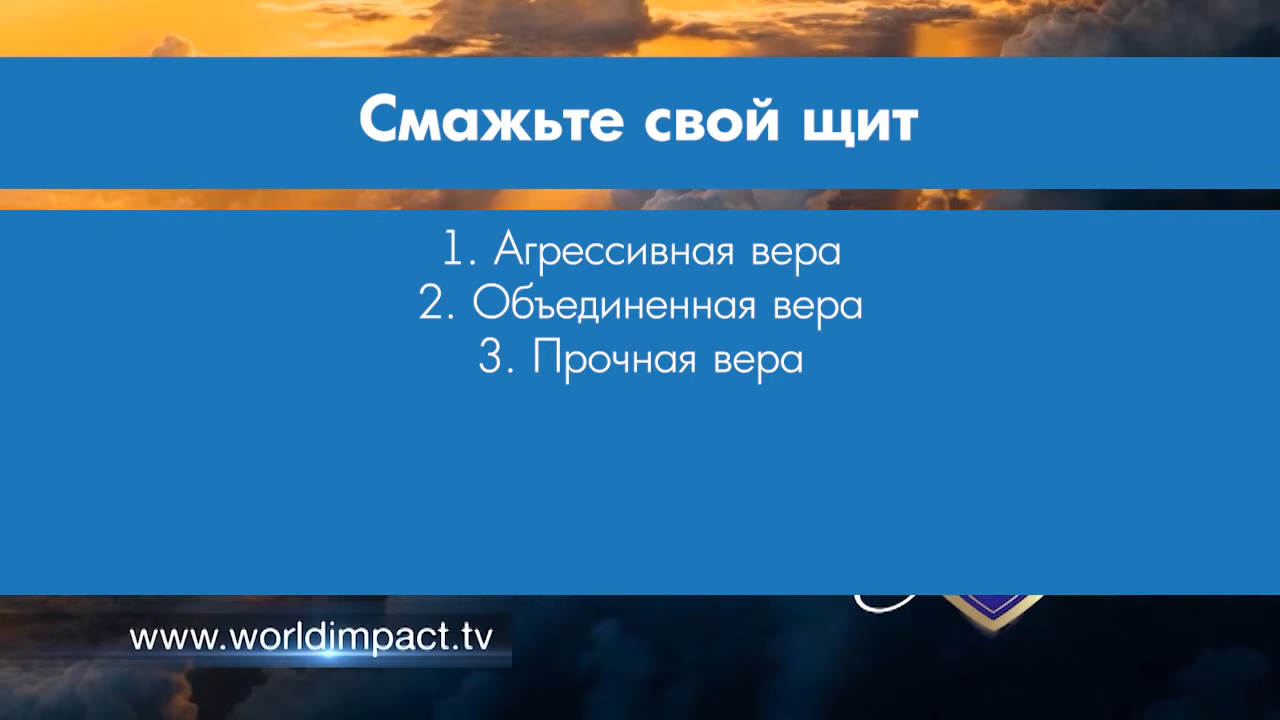 Смажьте свой щит
1. Агрессивная вера
2. Объединенная вера
3. Прочная вера
www.worldimpact.tv